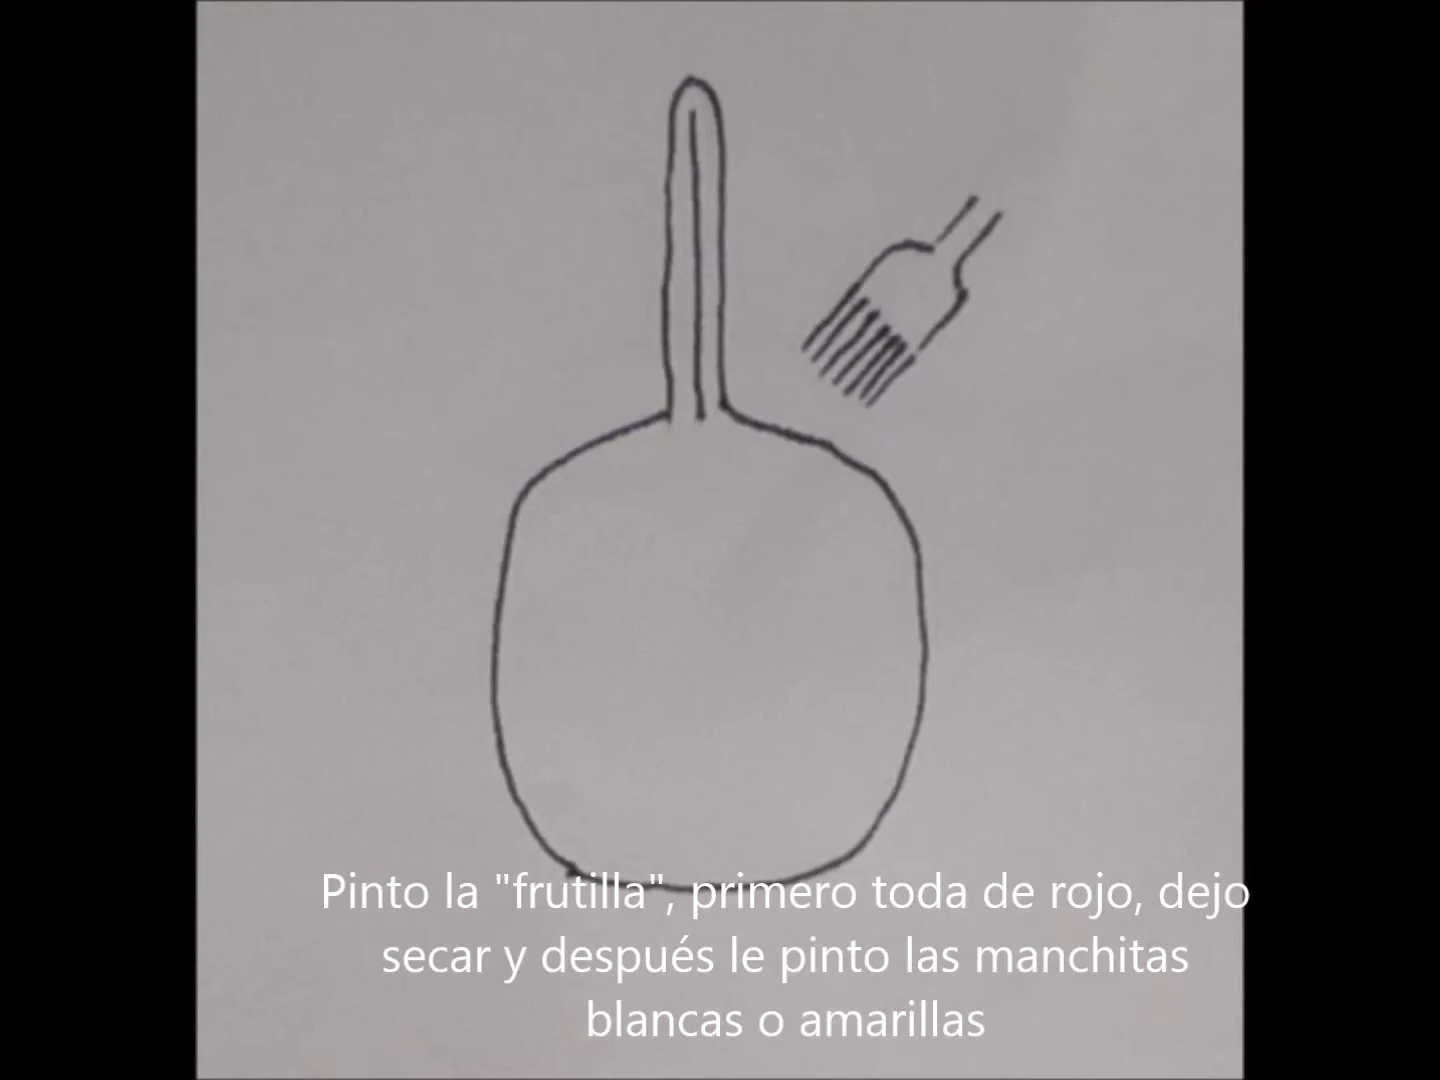 Pinto la "frutilla", primero toda de rojo, dejo
secar y después le pinto las manchitas
blancas o amarillas